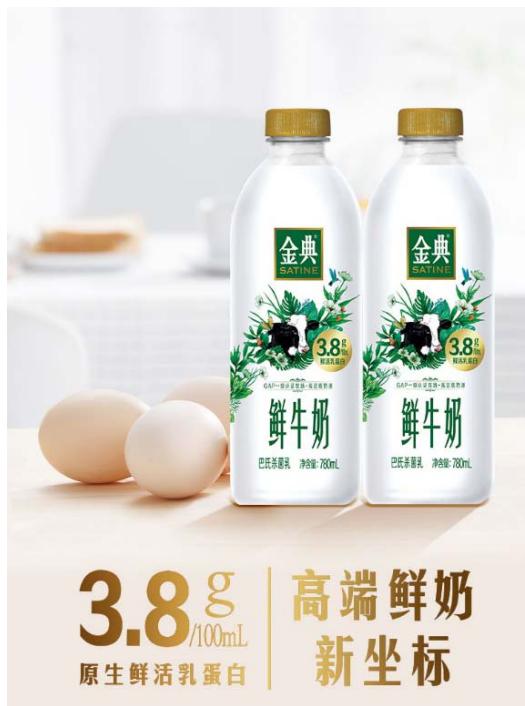 金典
SATINE
3.8g
鲜活乳蛋白
鲜牛奶
巴氏杀菌乳 净含量:780mL
金典
SATINE
3.8g
鲜活乳蛋白
鲜牛奶
巴氏杀菌乳 净含量:780mL
3.8g/100mL
原生鲜活乳蛋白
高端鲜奶
新坐标